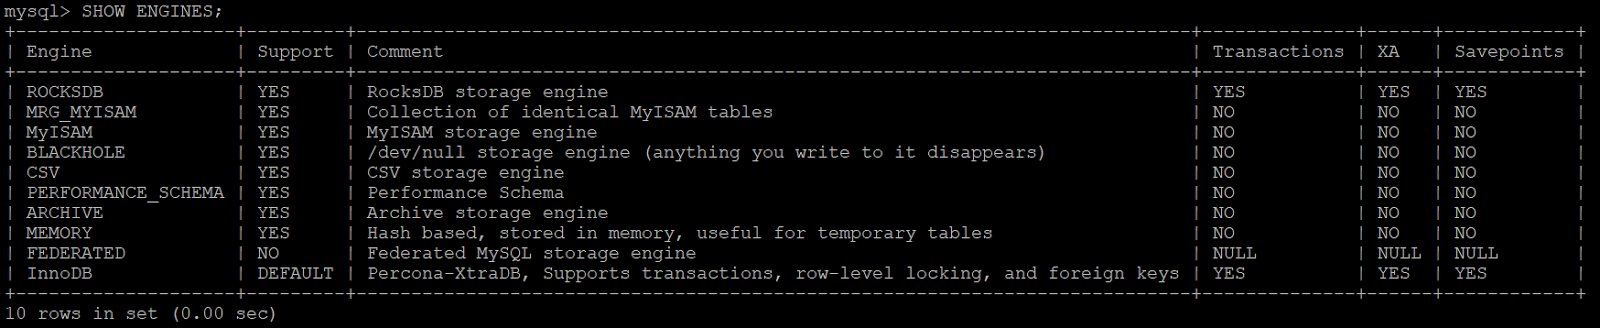 mysql> SHOW ENGINES;
+--------------------+---------+----------------------------------------------------------------------------+--------------+------+------------+
| Engine             | Support | Comment                                                                    | Transactions | XA   | Savepoints |
+--------------------+---------+----------------------------------------------------------------------------+--------------+------+------------+
| ROCKSDB            | YES     | RocksDB storage engine                                                     | YES          | YES  | YES        |
| MRG_MYISAM         | YES     | Collection of identical MyISAM tables                                      | NO           | NO   | NO         |
| MyISAM             | YES     | MyISAM storage engine                                                      | NO           | NO   | NO         |
| BLACKHOLE          | YES     | /dev/null storage engine (anything you write to it disappears)             | NO           | NO   | NO         |
| CSV                | YES     | CSV storage engine                                                         | NO           | NO   | NO         |
| PERFORMANCE_SCHEMA | YES     | Performance Schema                                                         | NO           | NO   | NO         |
| ARCHIVE            | YES     | Archive storage engine                                                     | NO           | NO   | NO         |
| MEMORY             | YES     | Hash based, stored in memory, useful for temporary tables                  | NO           | NO   | NO         |
| FEDERATED          | NO      | Federated MySQL storage engine                                             | NULL         | NULL | NULL       |
| InnoDB             | DEFAULT | Percona-XtraDB, Supports transactions, row-level locking, and foreign keys | YES          | YES  | YES        |
+--------------------+---------+----------------------------------------------------------------------------+--------------+------+------------+
10 rows in set (0.00 sec)